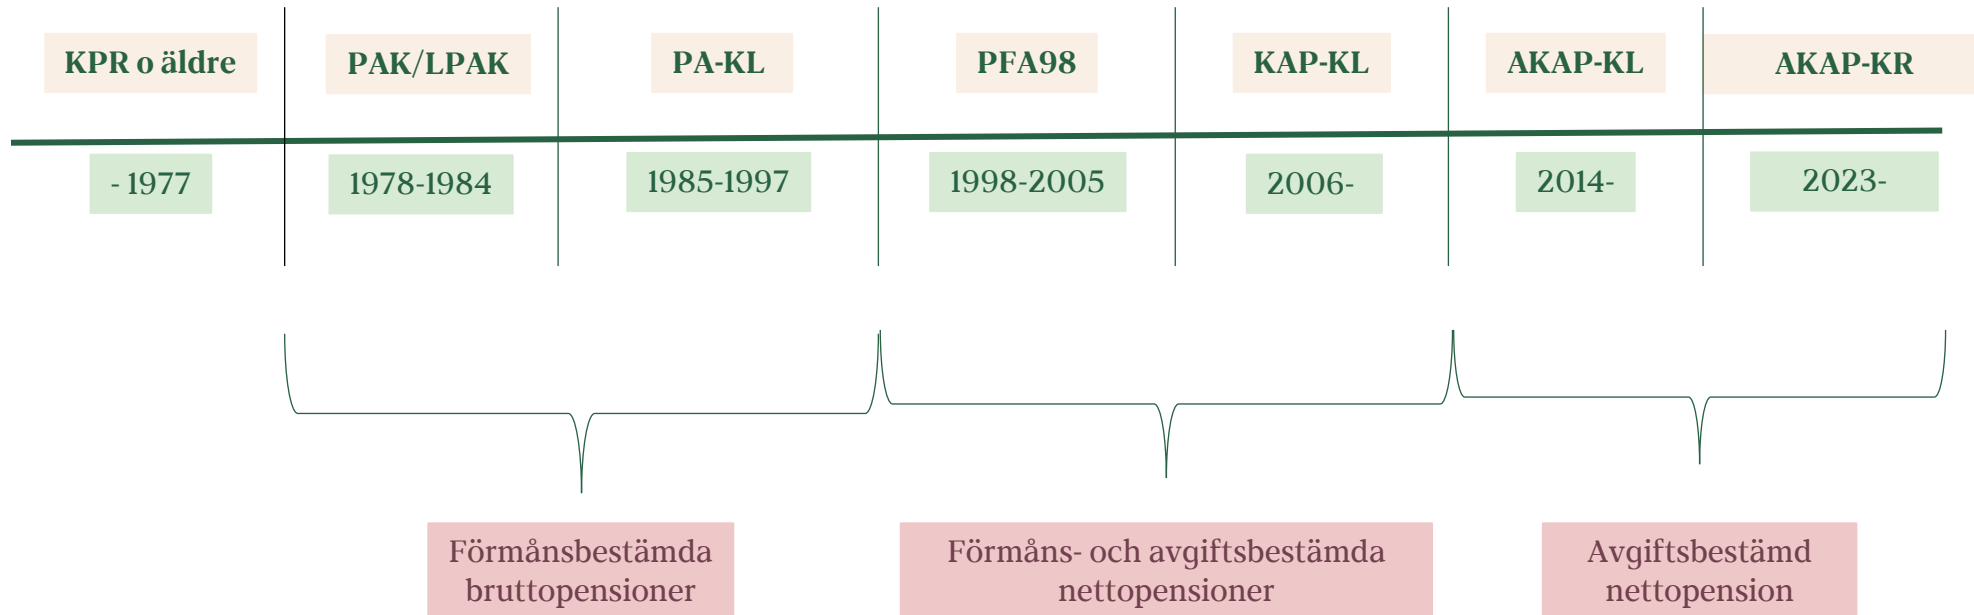 KPR o äldre
PAK/LPAK
PA-KL
PFA98
KAP-KL
AKAP-KL
AKAP-KR
- 1977
1978-1984
1985-1997
1998-2005
2006-
2014-
2023-
Förmånsbestämda
bruttopensioner
Förmåns- och avgiftsbestämda
nettopensioner
Avgiftsbestämd
nettopension